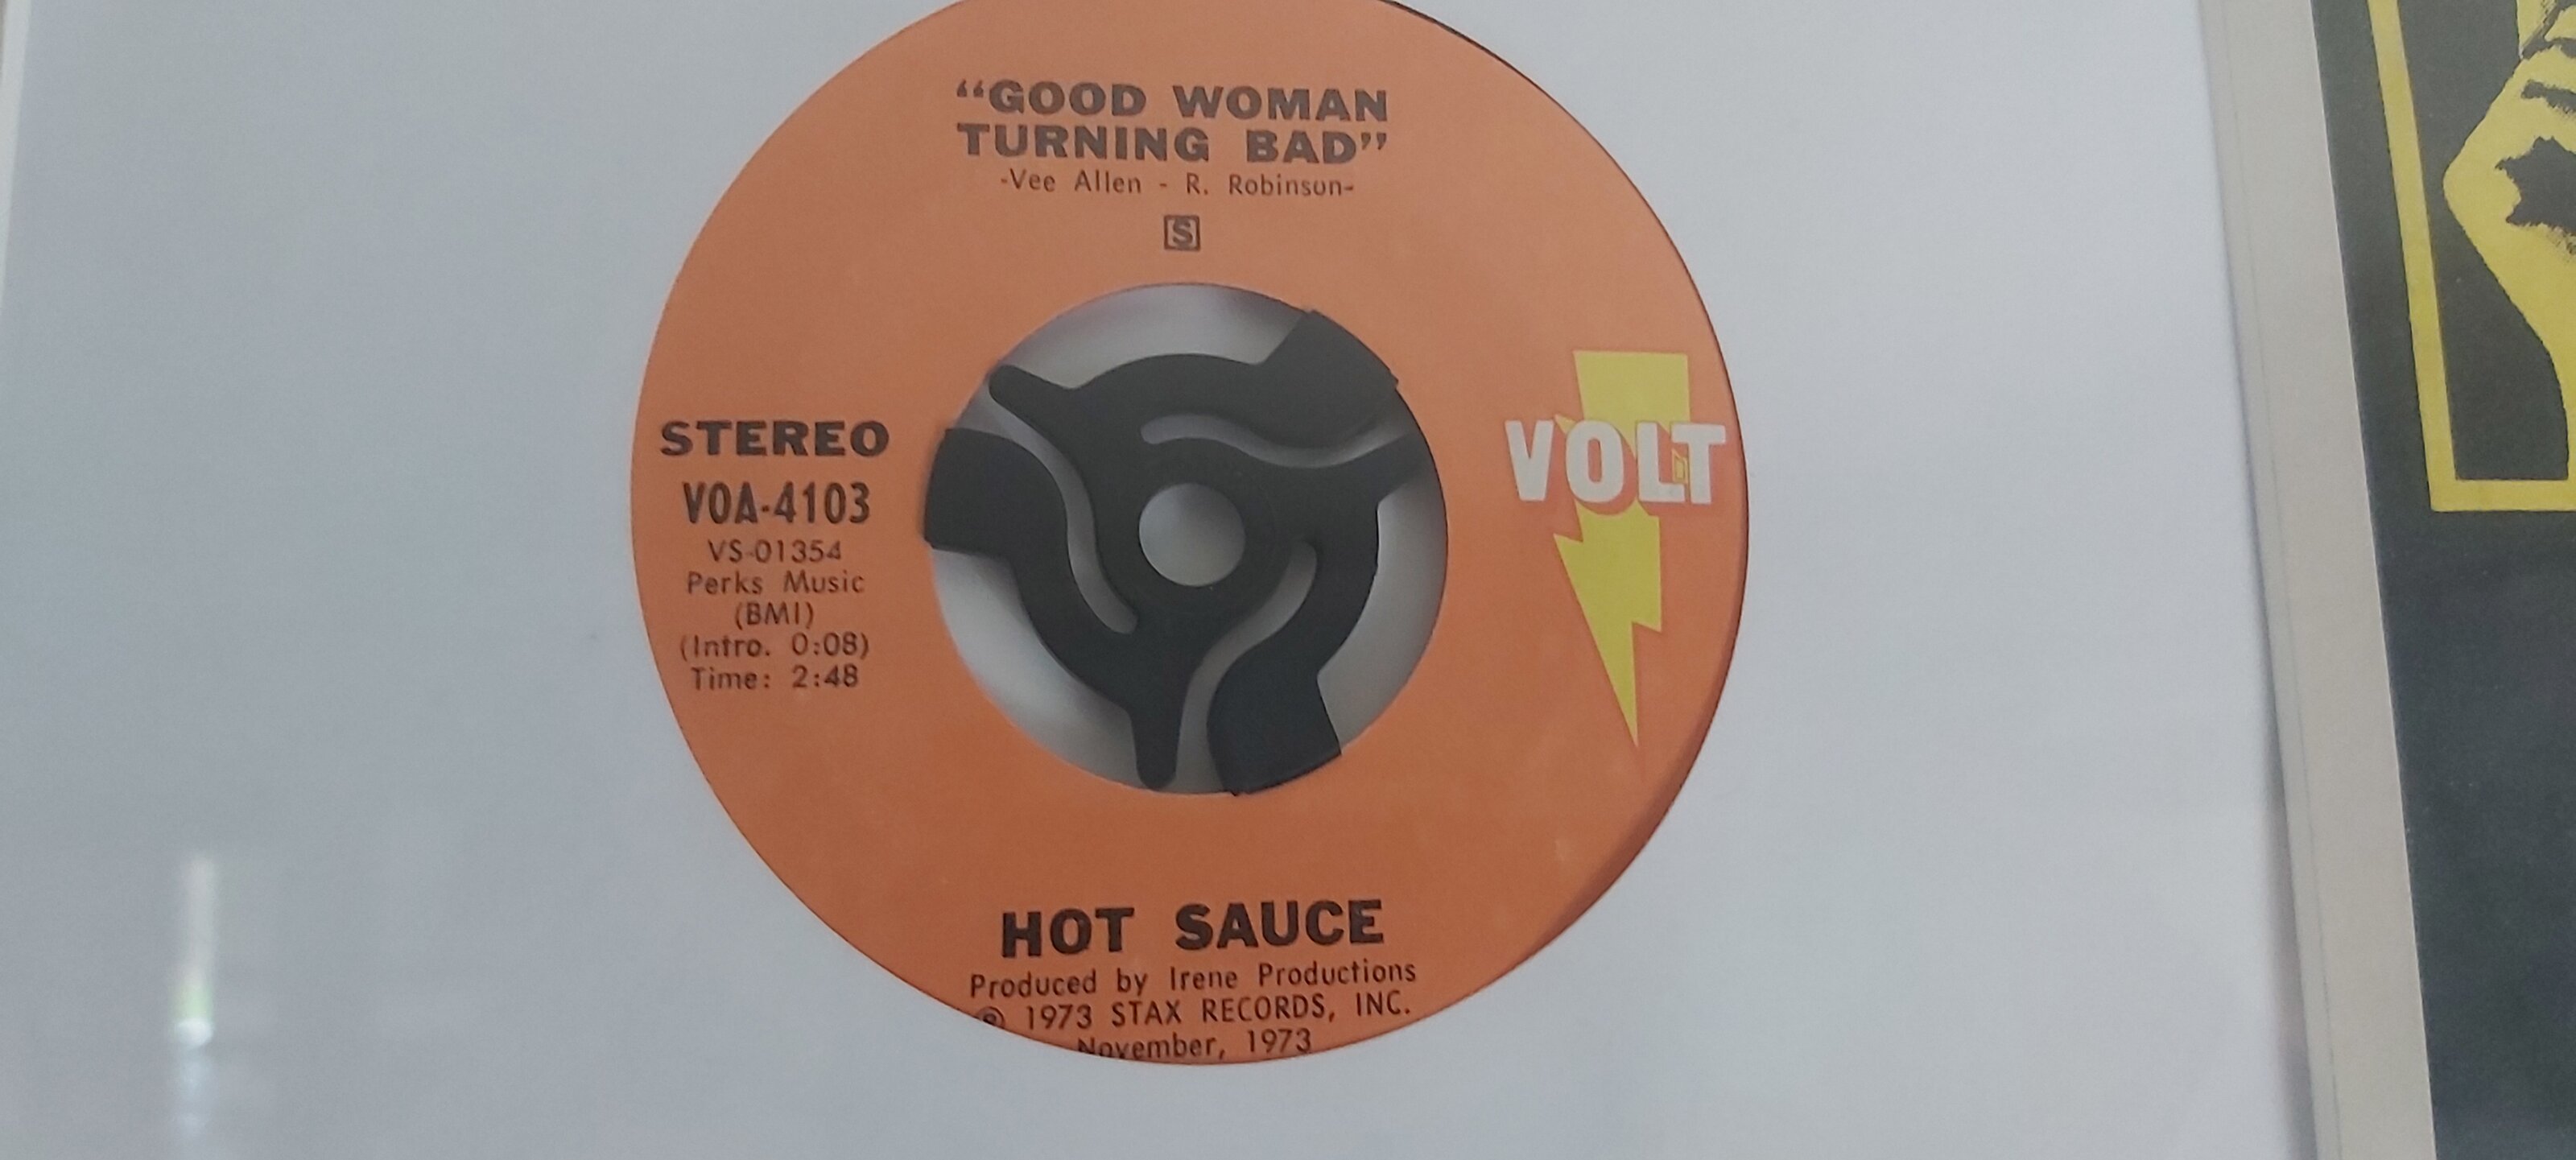 “GOOD WOMAN
TURNING BAD”
-Vee Allen - R. Robinson-
S
STEREO
VOA-4103
VS-01354
Perks Music
(BMI)
(Intro. 0:08)
Time: 2:48
VOLT
HOT SAUCE
Produced by Irene Productions
℗ 1973 STAX RECORDS, INC.
November, 1973